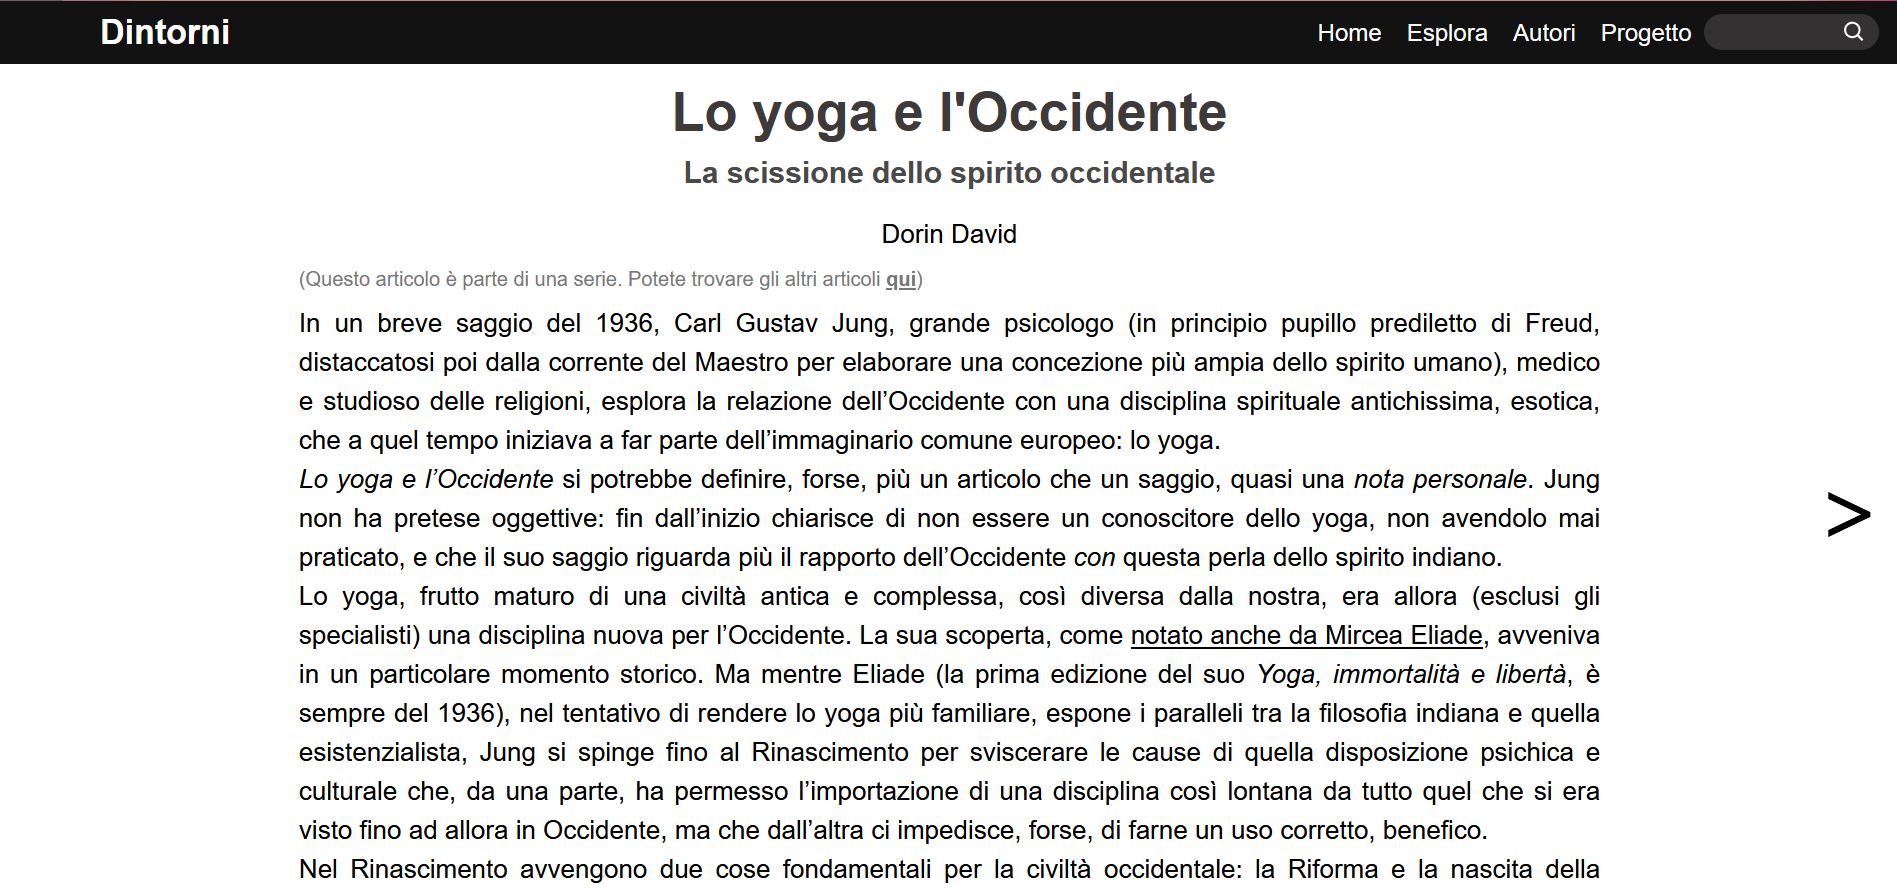 Dintorni
Home Esplora Autori Progetto
Lo yoga e l'Occidente
La scissione dello spirito occidentale
Dorin David
(Questo articolo è parte di una serie. Potete trovare gli altri articoli qui)
In un breve saggio del 1936, Carl Gustav Jung, grande psicologo (in principio pupillo prediletto di Freud,
distaccatosi poi dalla corrente del Maestro per elaborare una concezione più ampia dello spirito umano), medico
e studioso delle religioni, esplora la relazione dell’Occidente con una disciplina spirituale antichissima, esotica,
che a quel tempo iniziava a far parte dell’immaginario comune europeo: lo yoga.
Lo yoga e l’Occidente si potrebbe definire, forse, più un articolo che un saggio, quasi una nota personale. Jung
non ha pretese oggettive: fin dall’inizio chiarisce di non essere un conoscitore dello yoga, non avendolo mai
praticato, e che il suo saggio riguarda più il rapporto dell’Occidente con questa perla dello spirito indiano.
Lo yoga, frutto maturo di una civiltà antica e complessa, così diversa dalla nostra, era allora (esclusi gli
specialisti) una disciplina nuova per l’Occidente. La sua scoperta, come notato anche da Mircea Eliade, avveniva
in un particolare momento storico. Ma mentre Eliade (la prima edizione del suo Yoga, immortalità e libertà, è
sempre del 1936), nel tentativo di rendere lo yoga più familiare, espone i paralleli tra la filosofia indiana e quella
esistenzialista, Jung si spinge fino al Rinascimento per sviscerare le cause di quella disposizione psichica e
culturale che, da una parte, ha permesso l’importazione di una disciplina così lontana da tutto quel che si era
visto fino ad allora in Occidente, ma che dall’altra ci impedisce, forse, di farne un uso corretto, benefico.
Nel Rinascimento avvengono due cose fondamentali per la civiltà occidentale: la Riforma e la nascita della
>